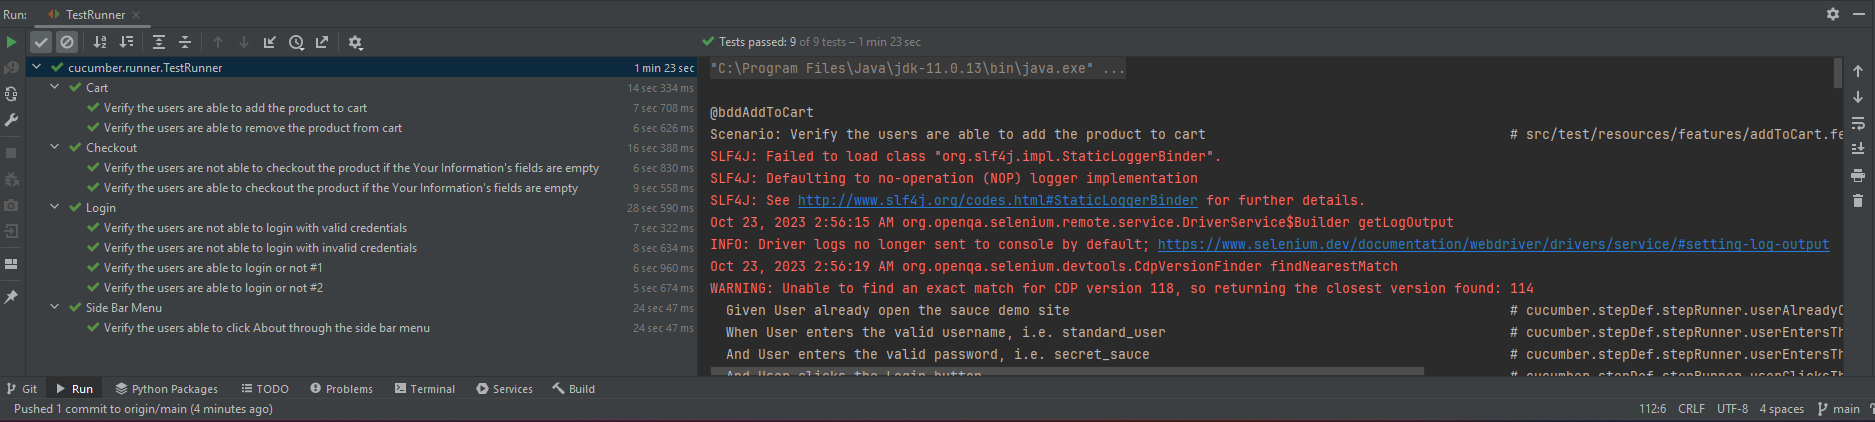 Run: TestRunner
Tests passed: 9 of 9 tests – 1 min 23 sec
cucumber.runner.TestRunner 1 min 23 sec
Cart 14 sec 334 ms
Verify the users are able to add the product to cart 7 sec 708 ms
Verify the users are able to remove the product from cart 6 sec 626 ms
Checkout 16 sec 388 ms
Verify the users are not able to checkout the product if the Your Information's fields are empty 6 sec 830 ms
Verify the users are able to checkout the product if the Your Information's fields are empty 9 sec 558 ms
Login 28 sec 590 ms
Verify the users are not able to login with valid credentials 7 sec 322 ms
Verify the users are not able to login with invalid credentials 8 sec 634 ms
Verify the users are able to login or not #1 6 sec 960 ms
Verify the users are able to login or not #2 5 sec 674 ms
Side Bar Menu 24 sec 47 ms
Verify the users able to click About through the side bar menu 24 sec 47 ms
"C:\Program Files\Java\jdk-11.0.13\bin\java.exe" ...
@bddAddToCart
Scenario: Verify the users are able to add the product to cart # src/test/resources/features/addToCart.fe
SLF4J: Failed to load class "org.slf4j.impl.StaticLoggerBinder".
SLF4J: Defaulting to no-operation (NOP) logger implementation
SLF4J: See http://www.slf4j.org/codes.html#StaticLoggerBinder for further details.
Oct 23, 2023 2:56:15 AM org.openqa.selenium.remote.service.DriverService$Builder getLogOutput
INFO: Driver logs no longer sent to console by default; https://www.selenium.dev/documentation/webdriver/drivers/service/#setting-log-output
Oct 23, 2023 2:56:19 AM org.openqa.selenium.devtools.CdpVersionFinder findNearestMatch
WARNING: Unable to find an exact match for CDP version 118, so returning the closest version found: 114
Given User already open the sauce demo site # cucumber.stepDef.stepRunner.userAlreadyO
When User enters the valid username, i.e. standard_user # cucumber.stepDef.stepRunner.userEntersTh
And User enters the valid password, i.e. secret_sauce # cucumber.stepDef.stepRunner.userEntersTh
And User clicks the Login button # cucumber.stepDef.stepRunner.userClicksTh
Git Run Python Packages TODO Problems Terminal Services Build
Pushed 1 commit to origin/main (4 minutes ago) 112:6 CRLF UTF-8 4 spaces main